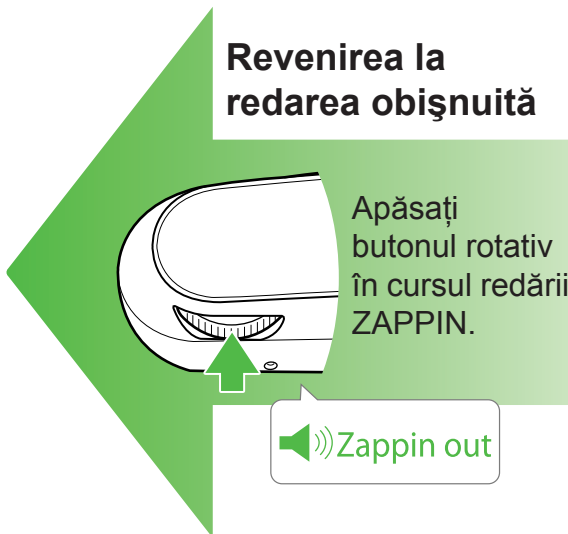 Revenirea la
redarea obişnuită
Apăsați
butonul rotativ
în cursul redării
ZAPPIN.
Zappin out